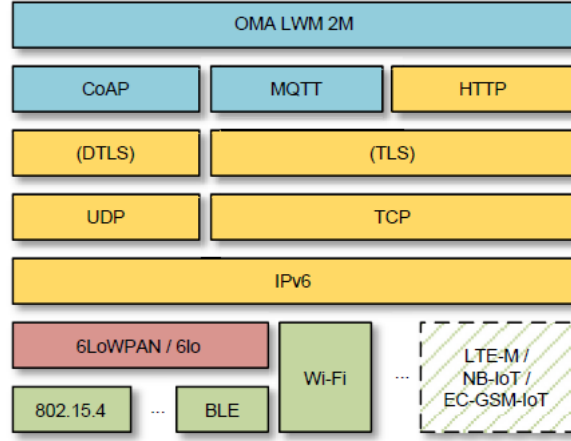 OMA LWM 2M
CoAP
MQTT
HTTP
(DTLS)
(TLS)
UDP
TCP
IPv6
6LoWPAN / 6lo
Wi-Fi
...
LTE-M /
NB-IoT /
EC-GSM-IoT
802.15.4
...
BLE